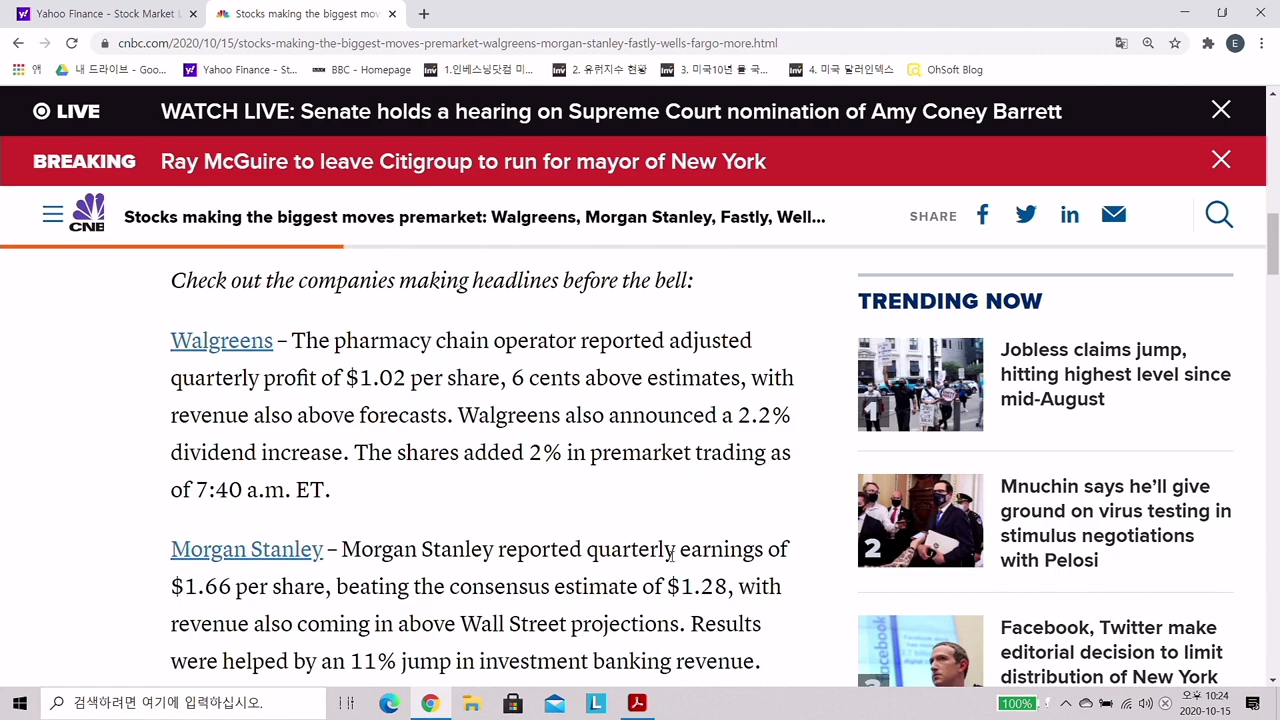 Yahoo Finance - Stock Market L
Stocks making the biggest mov
cnbc.com/2020/10/15/stocks-making-the-biggest-moves-premarket-walgreens-morgan-stanley-fastly-wells-fargo-more.html
E
앱
내 드라이브 - Goo...
Yahoo Finance - St...
BBC - Homepage
1.인베스닝닷컴 미...
2. 유럽지수 현황
3. 미국10년 물 국...
4. 미국 달러인덱스
OhSoft Blog
LIVE
WATCH LIVE: Senate holds a hearing on Supreme Court nomination of Amy Coney Barrett
BREAKING
Ray McGuire to leave Citigroup to run for mayor of New York
CNB
Stocks making the biggest moves premarket: Walgreens, Morgan Stanley, Fastly, Well...
SHARE
Check out the companies making headlines before the bell:
Walgreens – The pharmacy chain operator reported adjusted
quarterly profit of $1.02 per share, 6 cents above estimates, with
revenue also above forecasts. Walgreens also announced a 2.2%
dividend increase. The shares added 2% in premarket trading as
of 7:40 a.m. ET.
Morgan Stanley – Morgan Stanley reported quarterly earnings of
$1.66 per share, beating the consensus estimate of $1.28, with
revenue also coming in above Wall Street projections. Results
were helped by an 11% jump in investment banking revenue.
TRENDING NOW
1
Jobless claims jump,
hitting highest level since
mid-August
2
Mnuchin says he’ll give
ground on virus testing in
stimulus negotiations
with Pelosi
facebook
Facebook, Twitter make
editorial decision to limit
distribution of New York
검색하려면 여기에 입력하십시오.
L
100%
오후 10:24
2020-10-15